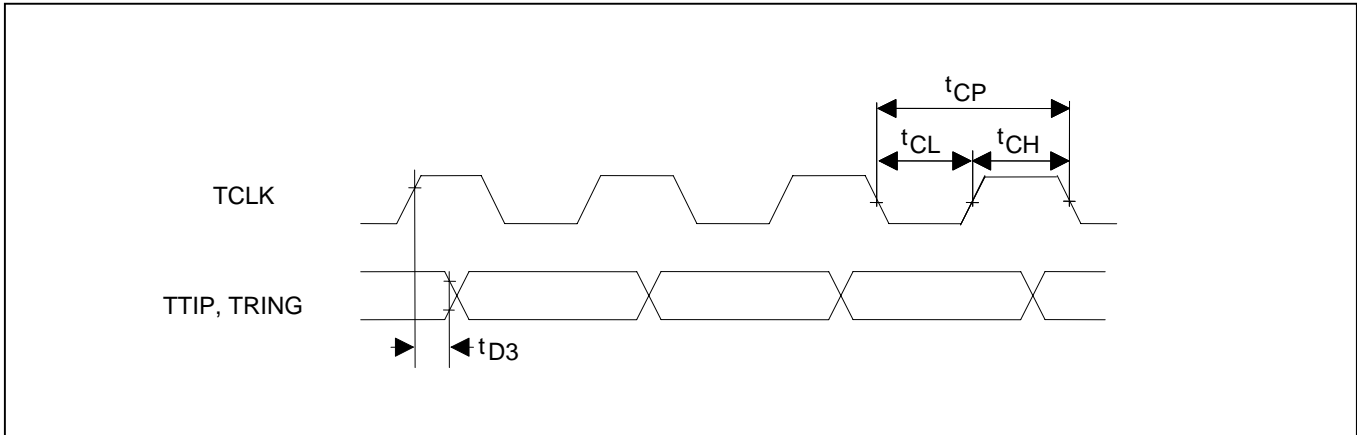 tCP
tCL
tCH
TCLK
TTIP, TRING
tD3